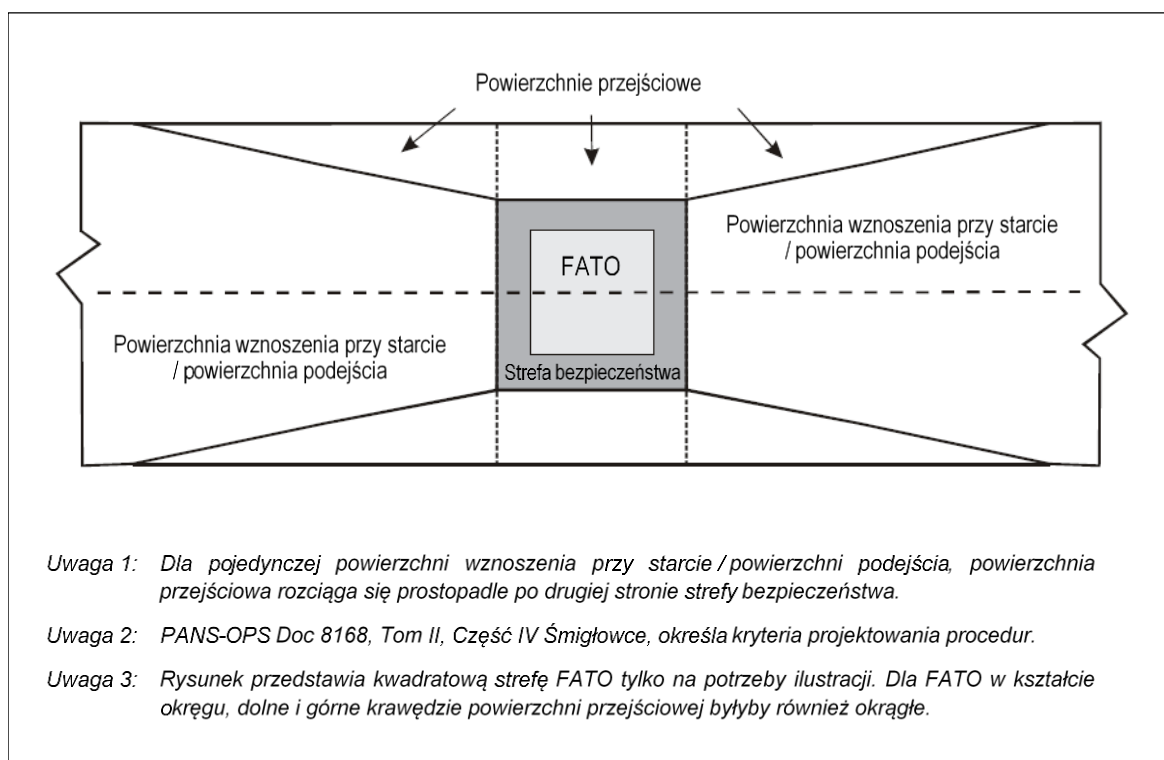 Powierzchnie przejściowe
Powierzchnia wznoszenia przy starcie
/ powierzchnia podejścia
FATO
Powierzchnia wznoszenia przy starcie
/ powierzchnia podejścia
Strefa bezpieczeństwa
Uwaga 1: Dla pojedynczej powierzchni wznoszenia przy starcie / powierzchni podejścia, powierzchnia
przejściowa rozciąga się prostopadle po drugiej stronie strefy bezpieczeństwa.
Uwaga 2: PANS-OPS Doc 8168, Tom II, Część IV Śmigłowce, określa kryteria projektowania procedur.
Uwaga 3: Rysunek przedstawia kwadratową strefę FATO tylko na potrzeby ilustracji. Dla FATO w kształcie
okręgu, dolne i górne krawędzie powierzchni przejściowej byłyby również okrągłe.